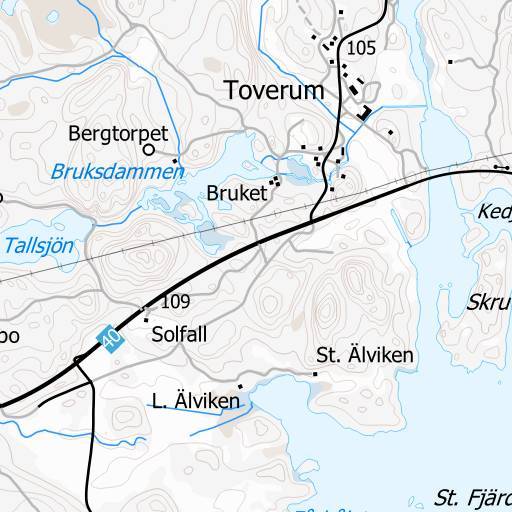 105
Toverum
Bergtorpet
Bruksdammen
Bruket
Tallsjön
109
Solfall
40
St. Älviken
L. Älviken
St. Fjärd